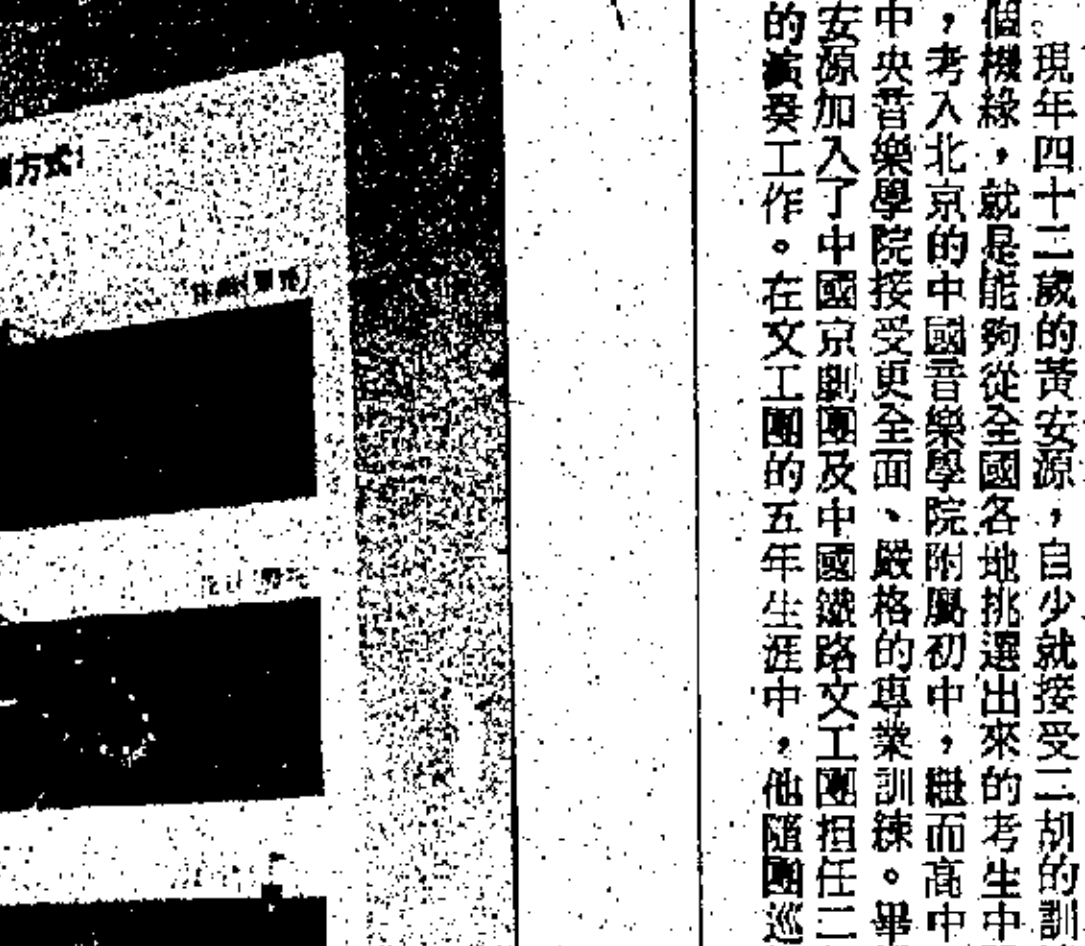 。現年四十二歲的黃安源，自少就接受二胡的訓
個機緣，就是能夠從全國各地挑選出來的考生中
，考入北京的中國音樂學院附屬初中，繼而高中
中央音樂學院接受更全面、嚴格的專業訓練。畢
安源加入了中國京劇團及中國鐵路文工團担任二
的演奏工作。在文工團的五年生涯中，他隨團巡
方式！